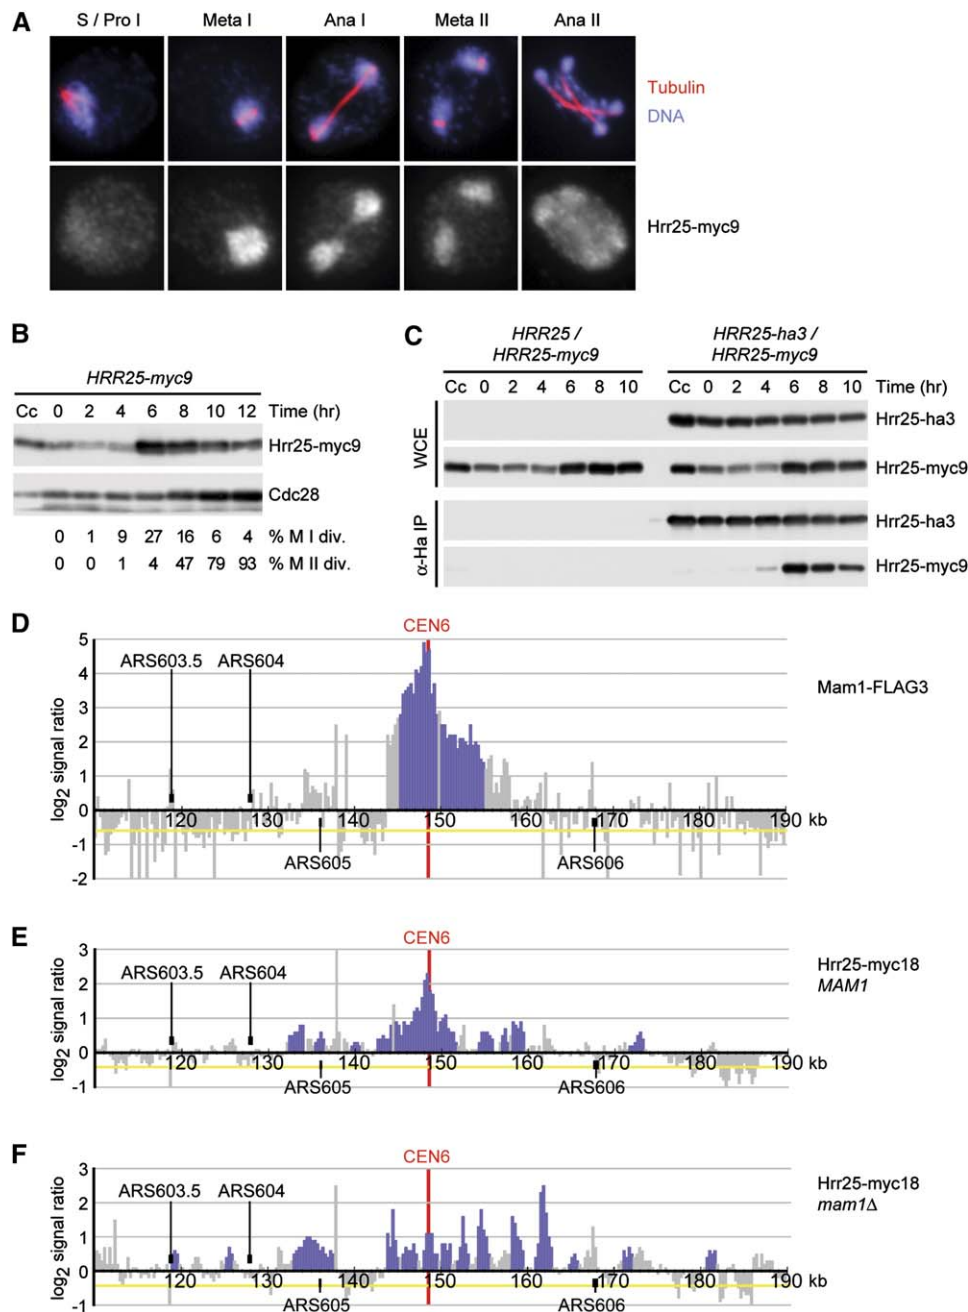 A
S / Pro I Meta I Ana I Meta II Ana II
Tubulin
DNA
Hrr25-myc9
B
HRR25-myc9
Cc 0 2 4 6 8 10 12 Time (hr)
Hrr25-myc9
Cdc28
0 1 9 27 16 6 4 % M I div.
0 0 1 4 47 79 93 % M II div.
C
HRR25 / HRR25-myc9
HRR25-ha3 / HRR25-myc9
Cc 0 2 4 6 8 10 Cc 0 2 4 6 8 10 Time (hr)
WCE
Hrr25-ha3
Hrr25-myc9
α-Ha IP
Hrr25-ha3
Hrr25-myc9
D
CEN6
Mam1-FLAG3
log2 signal ratio
5
4
3
2
1
0
-1
-2
ARS603.5 ARS604
120 130 140 150 160 170 180 190 kb
ARS605 ARS606
E
CEN6
Hrr25-myc18
MAM1
log2 signal ratio
3
2
1
0
-1
ARS603.5 ARS604
120 130 140 150 160 170 180 190 kb
ARS605 ARS606
F
CEN6
Hrr25-myc18
mam1Δ
log2 signal ratio
3
2
1
0
-1
ARS603.5 ARS604
120 130 140 150 160 170 180 190 kb
ARS605 ARS606